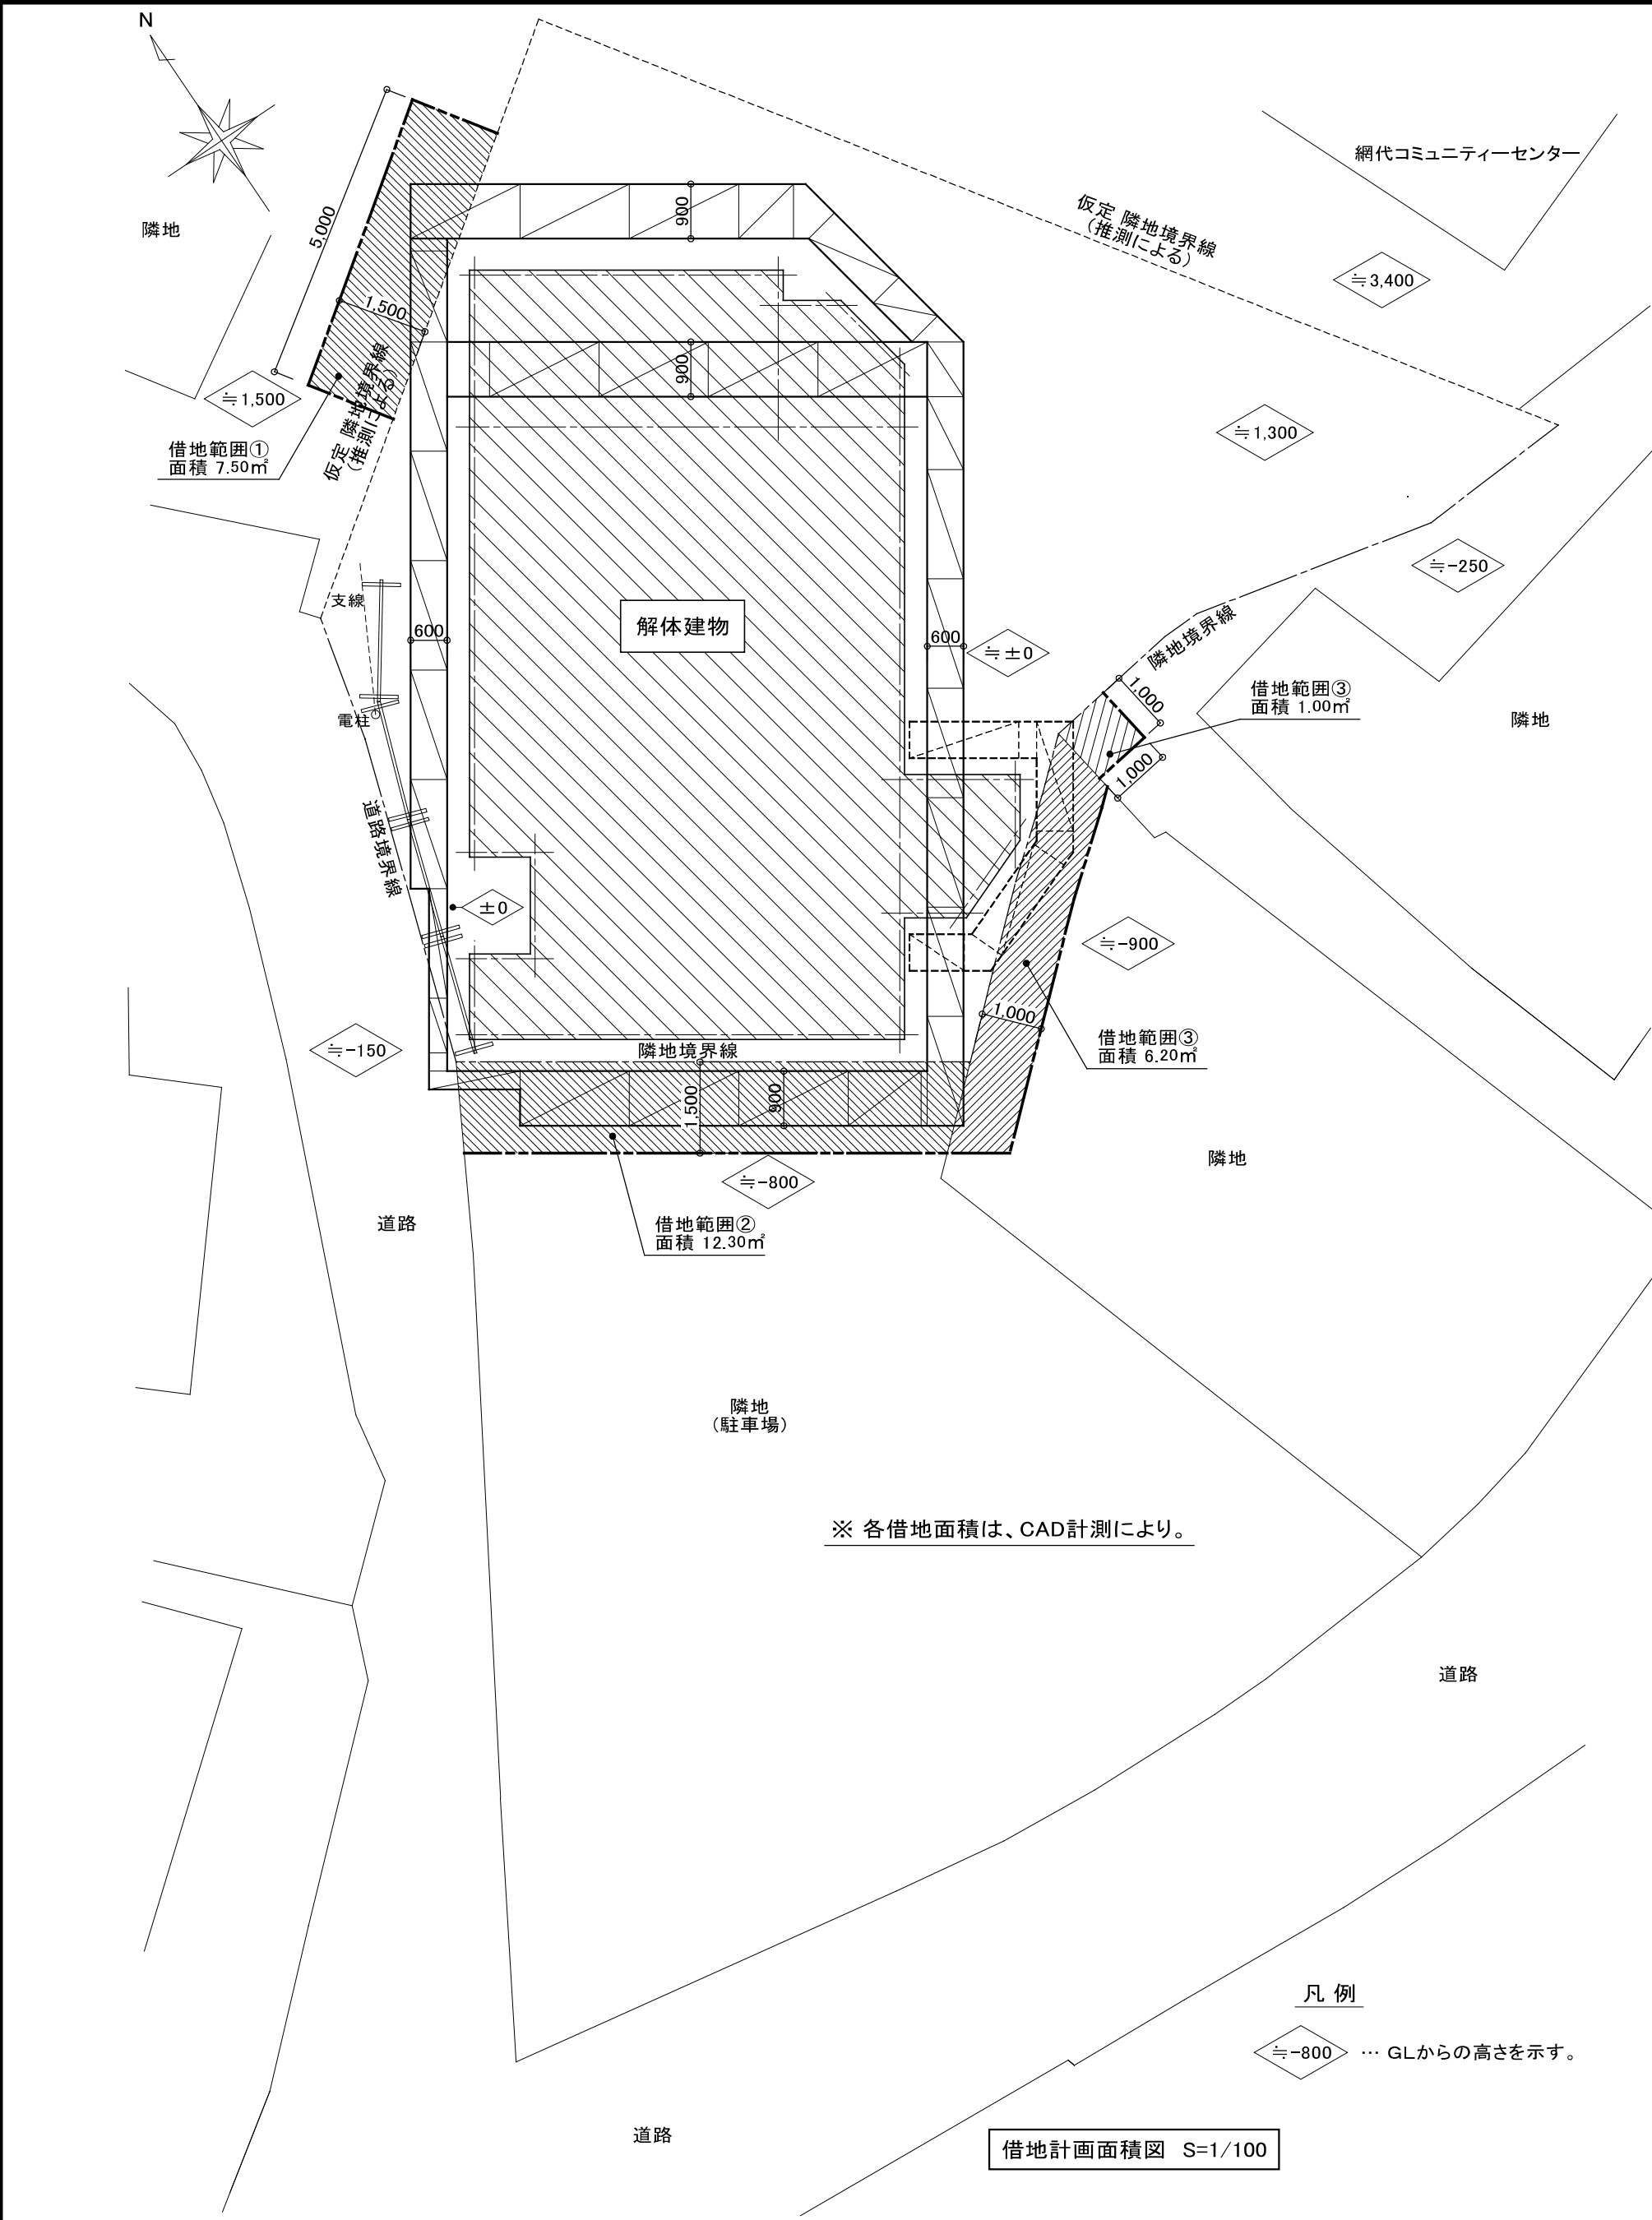 N
網代コミュニティーセンター
仮定 隣地境界線
（推測による）
隣地
5,000
900
≒3,400
1,500
900
仮定 隣地境界線
（推測による）
≒1,500
借地範囲①
面積 7.50㎡
≒1,300
≒-250
支線
解体建物
600
600
≒±0
隣地境界線
借地範囲③
面積 1.00㎡
1,000
隣地
電柱
1,000
道路境界線
±0
≒-900
1,000
≒-150
隣地境界線
借地範囲③
面積 6.20㎡
1,500
900
≒-800
隣地
道路
借地範囲②
面積 12.30㎡
隣地
（駐車場）
※ 各借地面積は、CAD計測により。
道路
凡 例
≒-800 … GLからの高さを示す。
道路
借地計画面積図 S=1/100